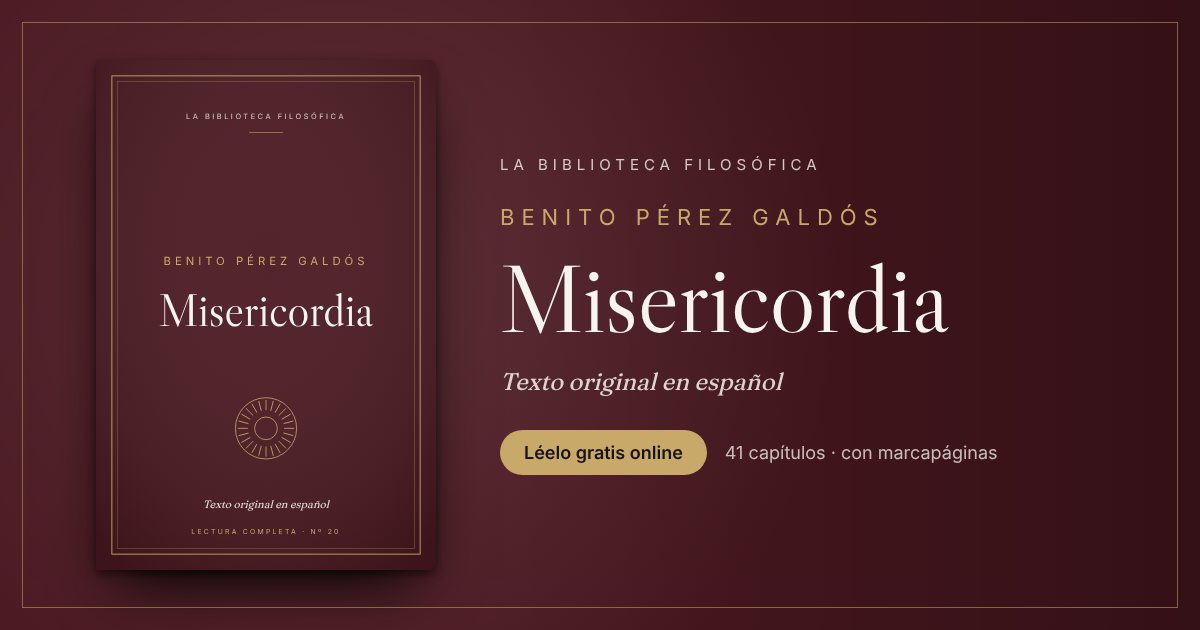 LA BIBLIOTECA FILOSÓFICA
BENITO PÉREZ GALDÓS
Misericordia
Texto original en español
LECTURA COMPLETA · Nº 20
LA BIBLIOTECA FILOSÓFICA
BENITO PÉREZ GALDÓS
Misericordia
Texto original en español
Léelo gratis online
41 capítulos · con marcapáginas